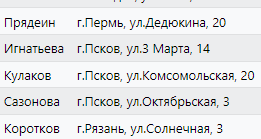 Прядеин г.Пермь, ул.Дедюкина, 20
Игнатьева г.Псков, ул.3 Марта, 14
Кулаков г.Псков, ул.Комсомольская, 20
Сазонова г.Псков, ул.Октябрьская, 3
Коротков г.Рязань, ул.Солнечная, 3